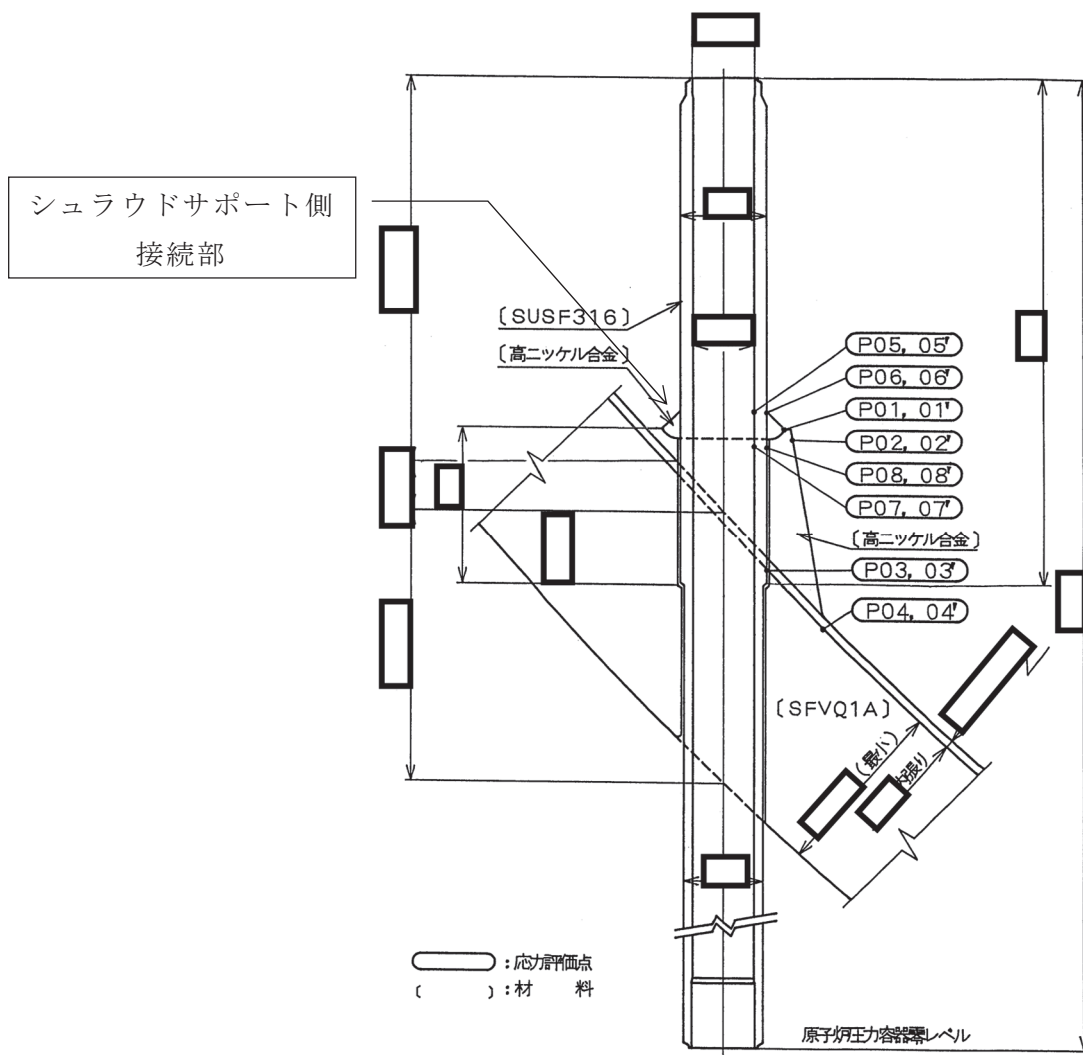 シュラウドサポート側
接続部
〔SUSF316〕
〔高ニッケル合金〕
P05, 05'
P06, 06'
P01, 01'
P02, 02'
P08, 08'
P07, 07'
〔高ニッケル合金〕
P03, 03'
P04, 04'
〔SFVQ1A〕
(最小)
内張り
：応力評価点
〔 〕：材 料
原子炉圧力容器零レベル